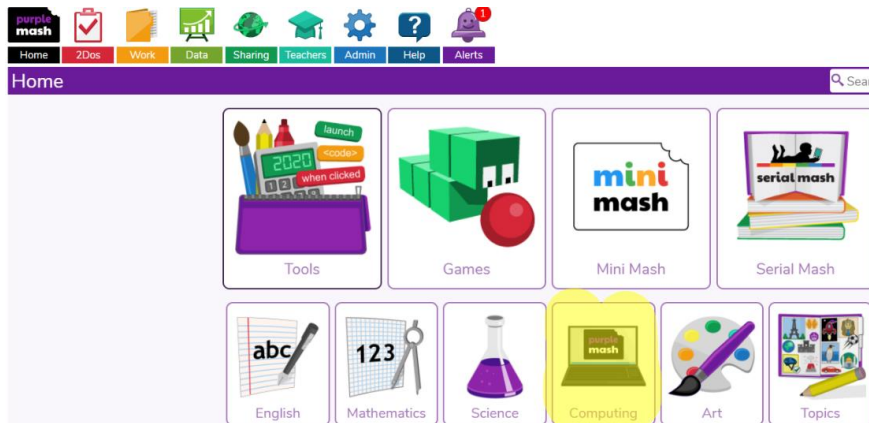 purple
mash
1
Home 2Dos Work Data Sharing Teachers Admin Help Alerts
Home
Sear
launch
<code>
2020
when clicked
mini
mash
serial mash
Tools Games Mini Mash Serial Mash
abc
123
purple
mash
English Mathematics Science Computing Art Topics